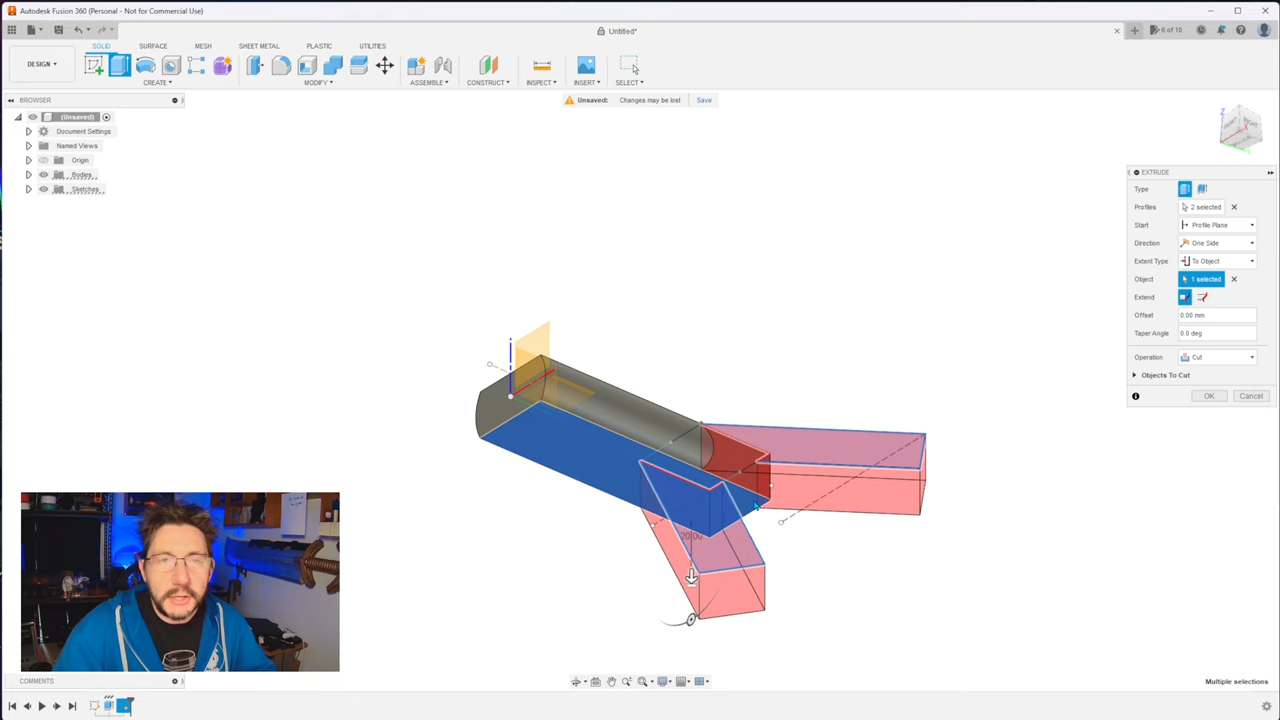 Autodesk Fusion 360 (Personal - Not for Commercial Use)
Untitled*
6 of 10
SOLID SURFACE MESH SHEET METAL PLASTIC UTILITIES
DESIGN
CREATE MODIFY ASSEMBLE CONSTRUCT INSPECT INSERT SELECT
BROWSER
Unsaved: Changes may be lost Save
(Unsaved)
Document Settings
Named Views
Origin
Bodies
Sketches
Z
EXTRUDE
Type
Profiles 2 selected
Start Profile Plane
Direction One Side
Extent Type To Object
Object 1 selected
Extend
Offset 0.00 mm
Taper Angle 0.0 deg
Operation Cut
Objects To Cut
OK Cancel
20.00
COMMENTS
Multiple selections